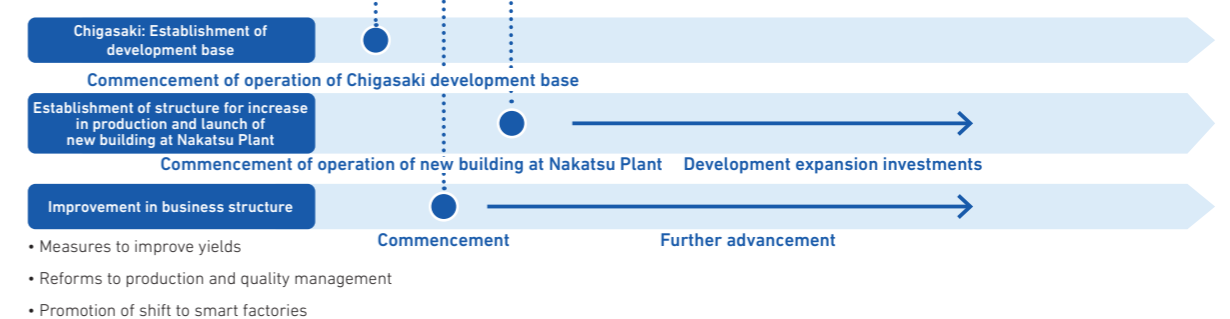 Chigasaki: Establishment of
development base
Commencement of operation of Chigasaki development base
Establishment of structure for increase
in production and launch of
new building at Nakatsu Plant
Commencement of operation of new building at Nakatsu Plant
Development expansion investments
Improvement in business structure
Commencement
Further advancement
• Measures to improve yields
• Reforms to production and quality management
• Promotion of shift to smart factories